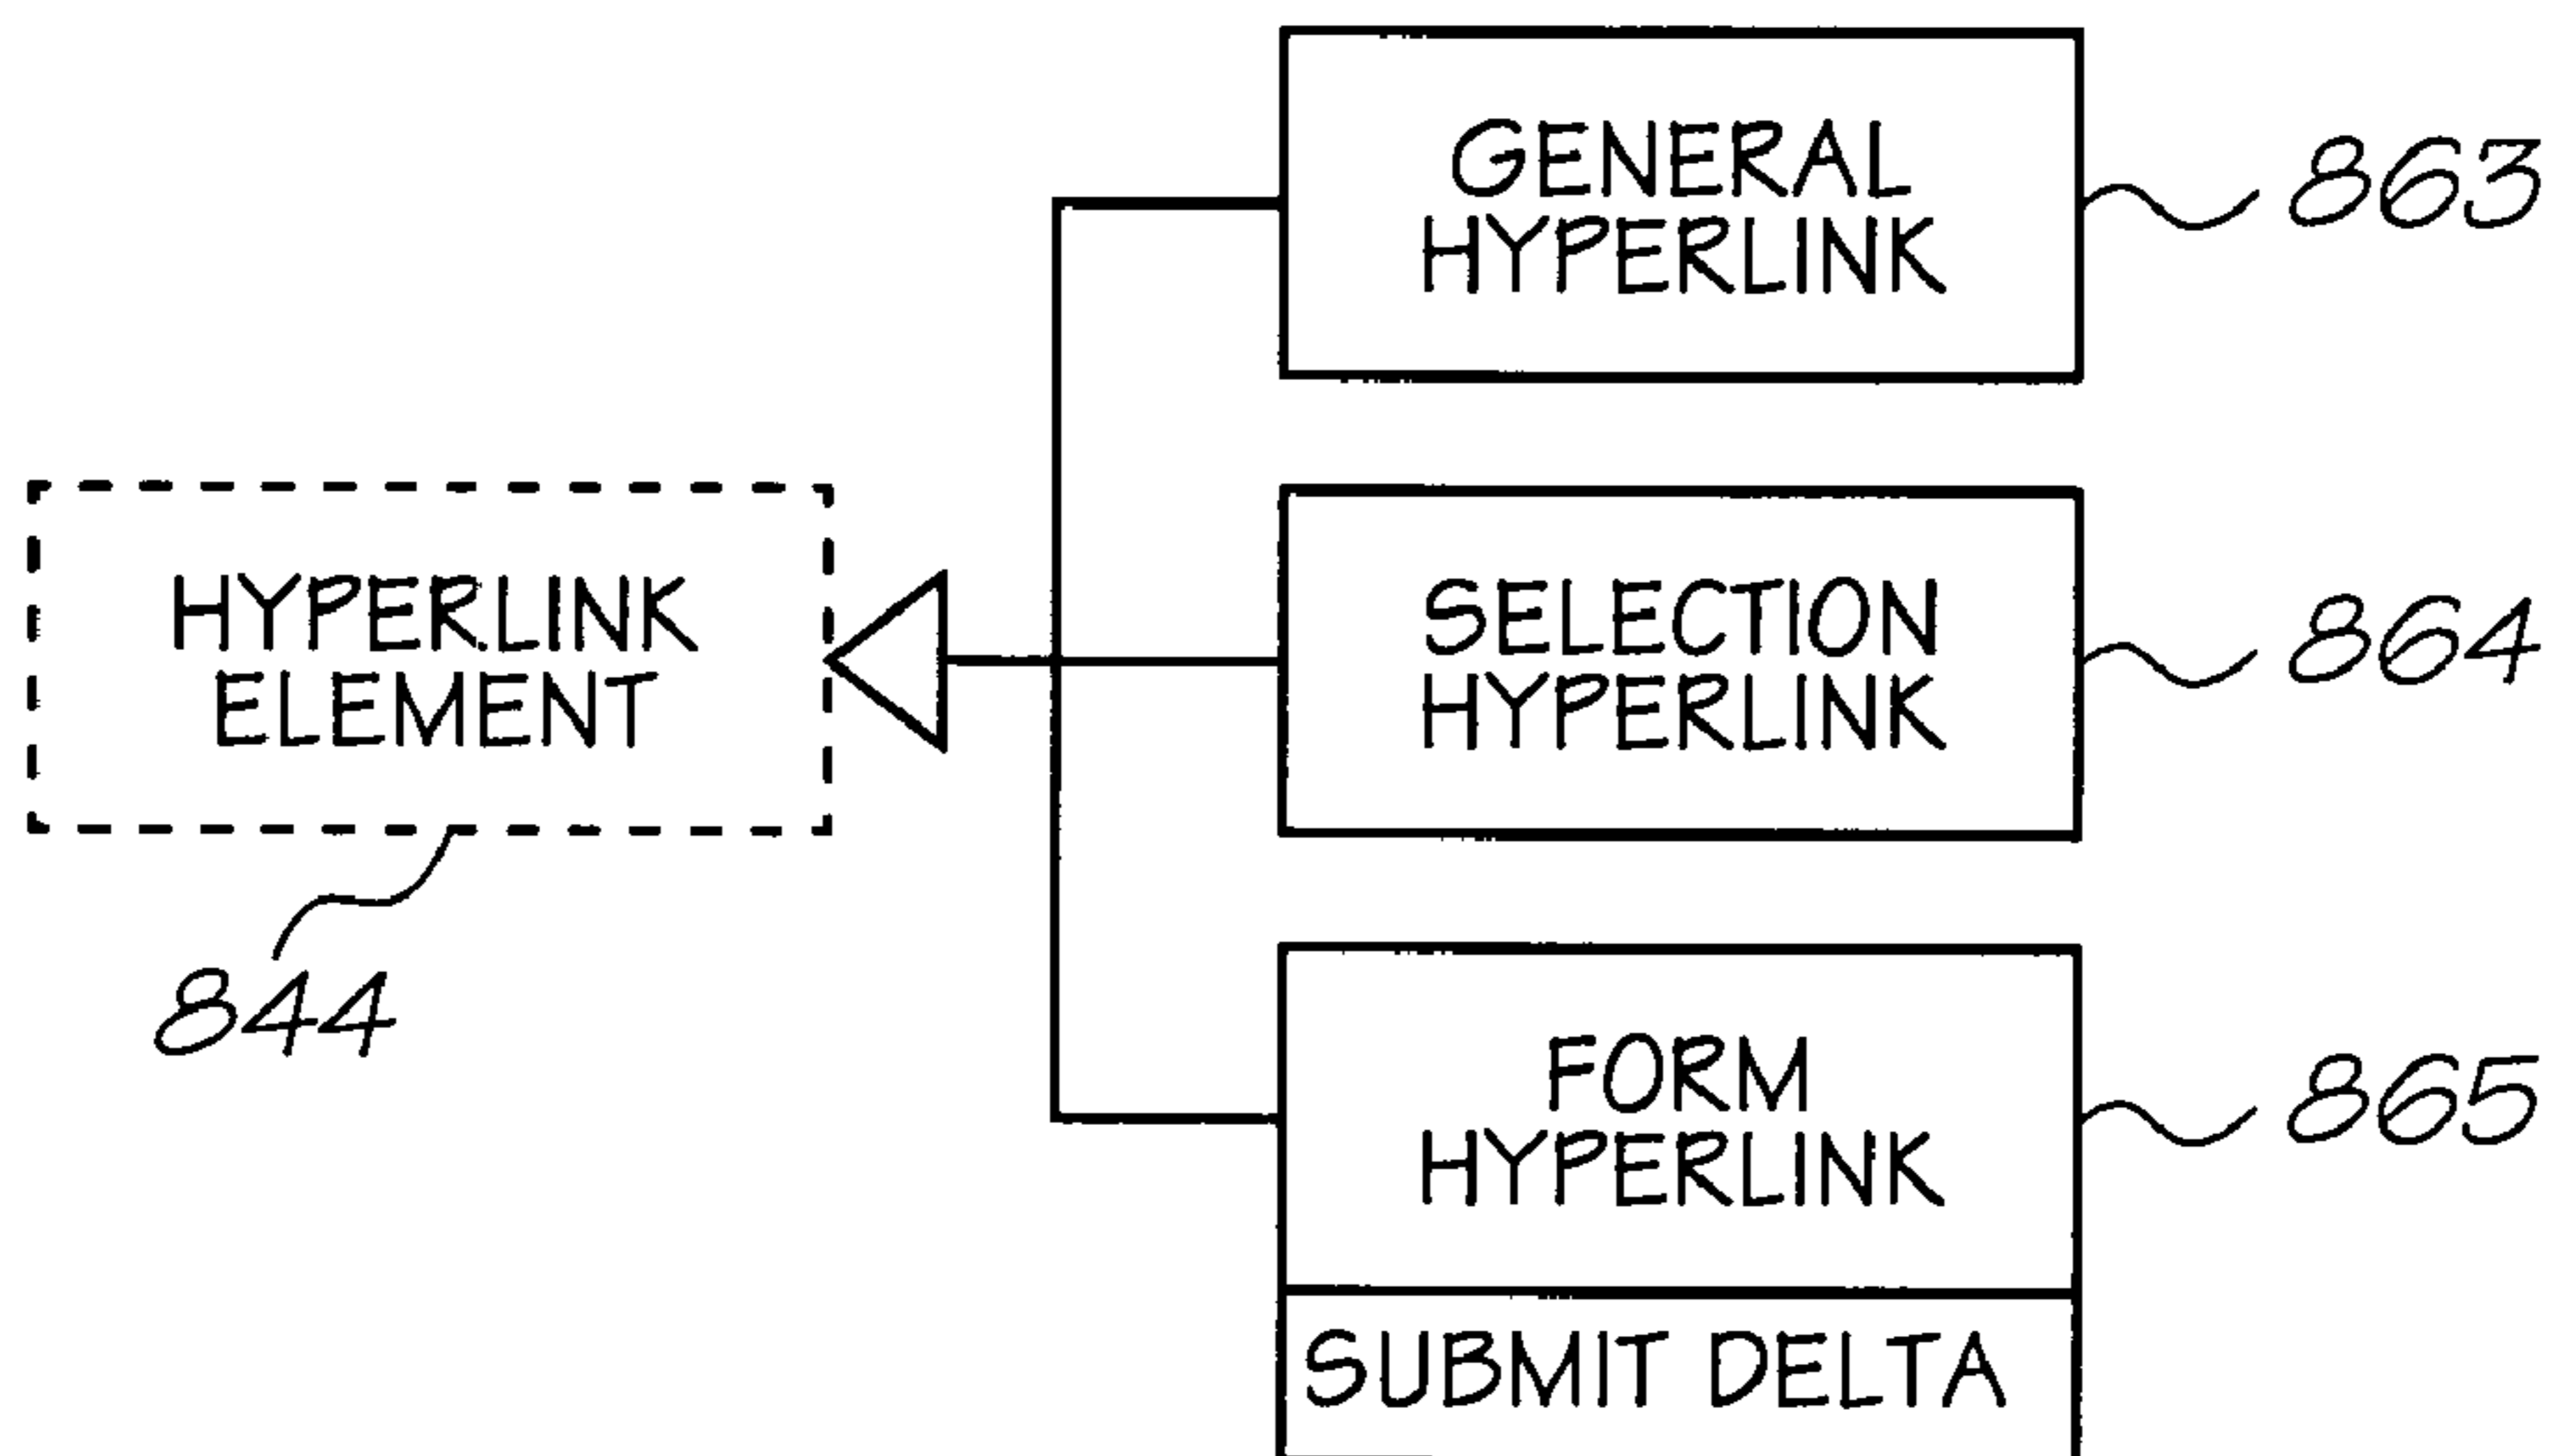 GENERAL
HYPERLINK
863
HYPERLINK
ELEMENT
844
SELECTION
HYPERLINK
864
FORM
HYPERLINK
865
SUBMIT DELTA